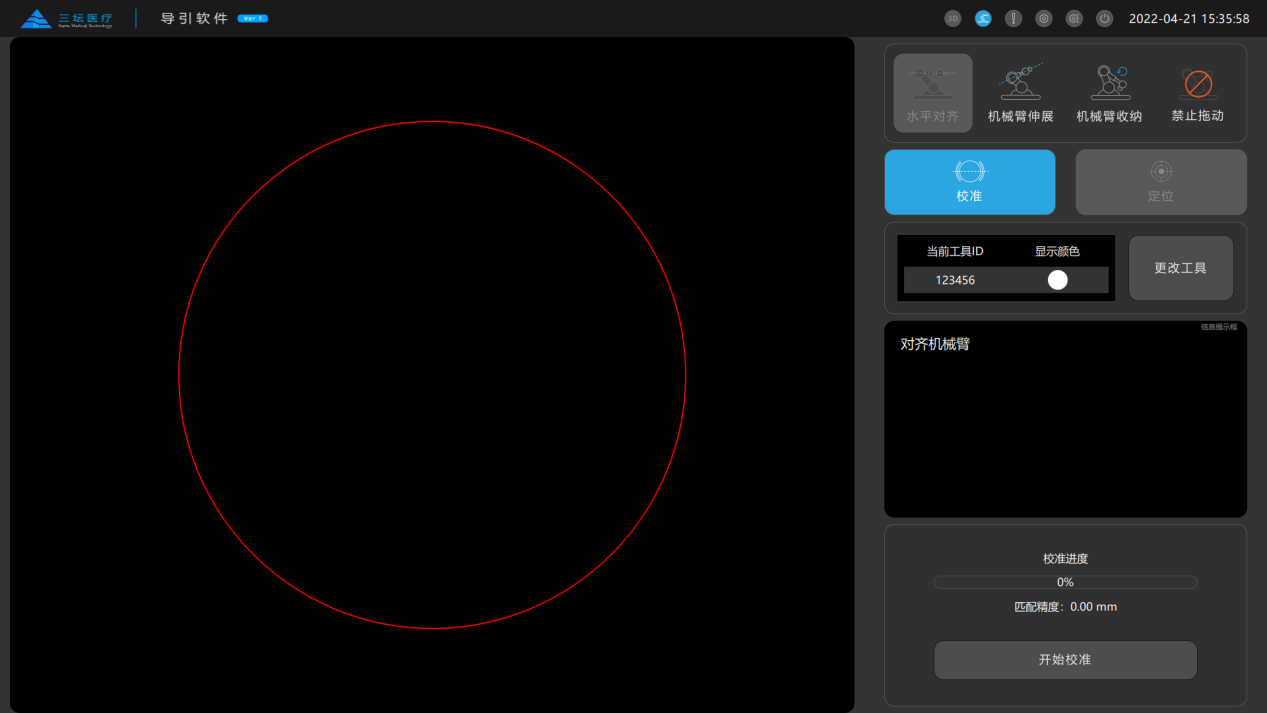 三坛医疗
Santa Medical Technology
导引软件
Ver 1
3D
2022-04-21 15:35:58
水平对齐
机械臂伸展
机械臂收纳
禁止拖动
校准
定位
当前工具ID
显示颜色
123456
更改工具
信息提示框
对齐机械臂
校准进度
0%
匹配精度：0.00 mm
开始校准